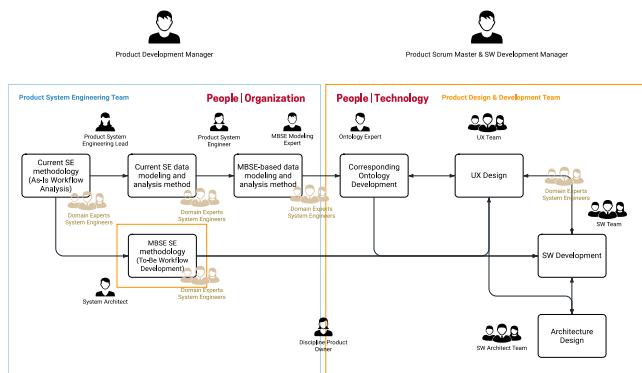 Product Development Manager
Product Scrum Master & SW Development Manager
Product System Engineering Team
People|Organization
People|Technology
Product Design & Development Team
Product System
Engineering Lead
Product System
Engineer
MBSE Modeling
Expert
Ontology Expert
UX Team
Current SE
methodology
(As-Is Workflow
Analysis)
Current SE data
modeling and
analysis method
MBSE-based data
modeling and
analysis method
Corresponding
Ontology
Development
UX Design
Domain Experts
System Engineers
Domain Experts
System Engineers
Domain Experts
System Engineers
Domain Experts
System Engineers
SW Team
MBSE SE
methodology
(To-Be Workflow
Development)
SW Development
Domain Experts
System Engineers
System Architect
Discipline Product
Owner
SW Architect Team
Architecture
Design